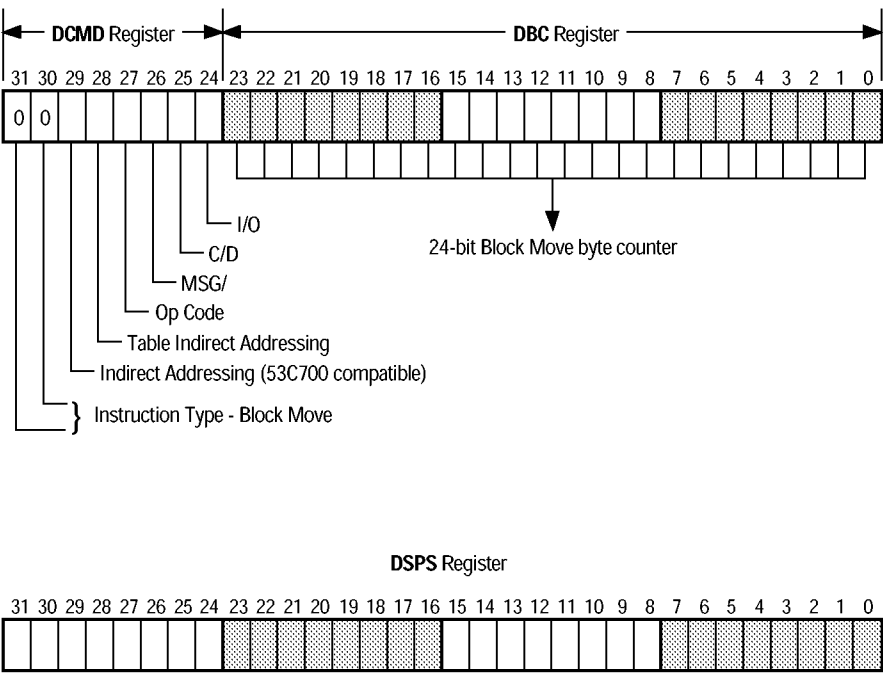 DCMD Register DBC Register
31 30 29 28 27 26 25 24 23 22 21 20 19 18 17 16 15 14 13 12 11 10 9 8 7 6 5 4 3 2 1 0
0 0
I/O
24-bit Block Move byte counter
C/D
MSG/
Op Code
Table Indirect Addressing
Indirect Addressing (53C700 compatible)
Instruction Type - Block Move
DSPS Register
31 30 29 28 27 26 25 24 23 22 21 20 19 18 17 16 15 14 13 12 11 10 9 8 7 6 5 4 3 2 1 0